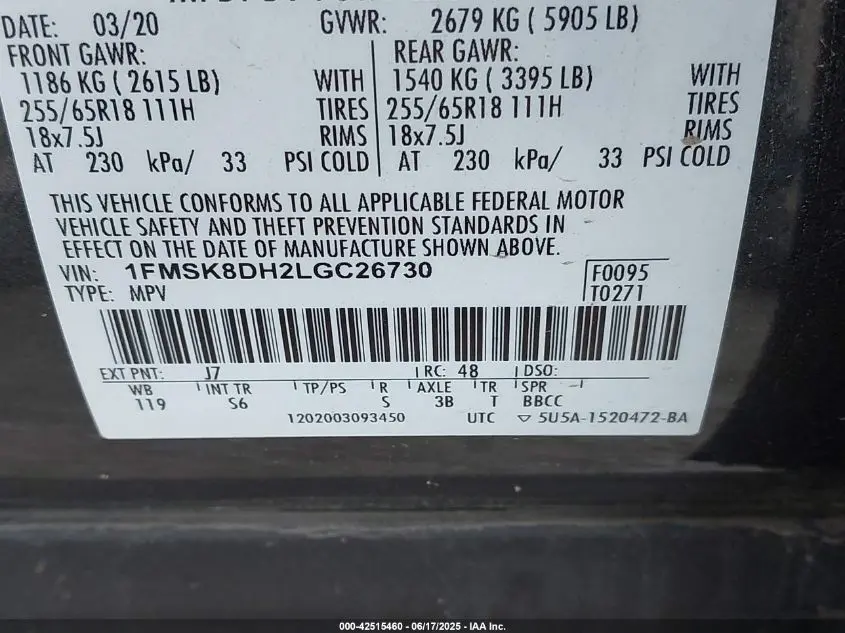 DATE: 03/20 GVWR: 2679 KG ( 5905 LB)
FRONT GAWR: REAR GAWR:
1186 KG ( 2615 LB) WITH 1540 KG ( 3395 LB) WITH
255/65R18 111H TIRES 255/65R18 111H TIRES
18x7.5J RIMS 18x7.5J RIMS
AT 230 kPa/ 33 PSI COLD AT 230 kPa/ 33 PSI COLD
THIS VEHICLE CONFORMS TO ALL APPLICABLE FEDERAL MOTOR
VEHICLE SAFETY AND THEFT PREVENTION STANDARDS IN
EFFECT ON THE DATE OF MANUFACTURE SHOWN ABOVE.
VIN: 1FMSK8DH2LGC26730 F0095
TYPE: MPV T0271
EXT PNT: J7 RC: 48 DSO:
WB INT TR TP/PS R AXLE TR SPR
119 S6 S 3B T BBCC
1202003093450 UTC ▽ 5U5A-1520472-BA
000-42515460 - 06/17/2025 - IAA Inc.